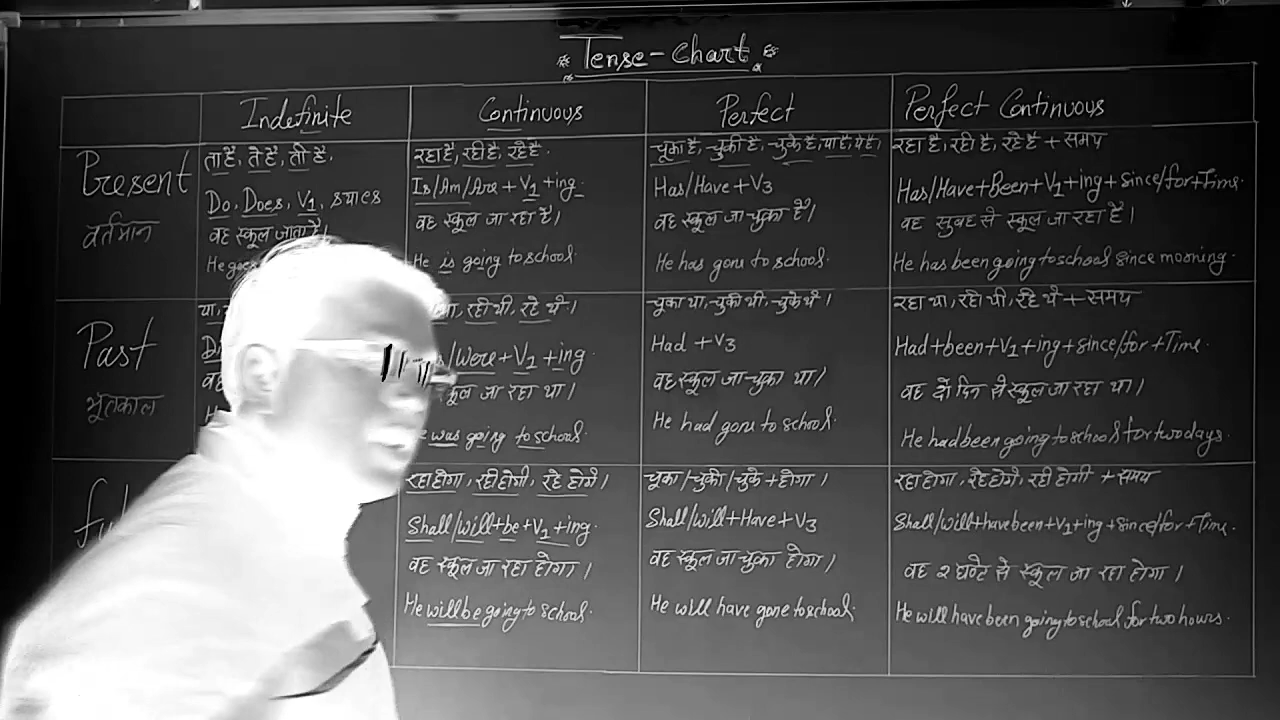 Tense-Chart
Indefinite
Continuous
Perfect
Perfect Continuous
Present
वर्तमान
ता है, ते है, ती है.
Do, Does, V1, s/es
वह स्कूल जाता है।
He goes
रहा है, रही है, रहे है.
Is/Am/Are + V1 + ing.
वह स्कूल जा रहा है।
He is going to school.
चूका है, चुकी है, चुके है, या है, ये है.
Has/Have + V3
वह स्कूल जा चुका है।
He has gone to school.
रहा है, रही है, रहे है + समय
Has/Have+Been+V1+ing+since/for+Time.
वह सुबह से स्कूल जा रहा है।
He has been going to school since morning.
Past
भूतकाल
रही थी, रहे थे।
/Were + V1 + ing.
जा रहा था।
was going to school.
चूका था, चुकी थी, चुके थे।
Had + V3
वह स्कूल जा चुका था।
He had gone to school.
रहा था, रही थी, रहे थे + समय
Had+been+V1+ing+since/for+Time.
वह दो दिन से स्कूल जा रहा था।
He had been going to school for two days.
रहा होगा, रही होगी, रहे होगें।
Shall/will+be+V1+ing.
वह स्कूल जा रहा होगा।
He will be going to school.
चूका/चुकी/चुके + होगा।
Shall/will+Have+V3
वह स्कूल जा चुका होगा।
He will have gone to school.
रहा होगा, रहे होगें, रही होगी + समय
Shall/will+have been+V1+ing+since/for+Time.
वह २ घण्टे से स्कूल जा रहा होगा।
He will have been going to school for two hours.